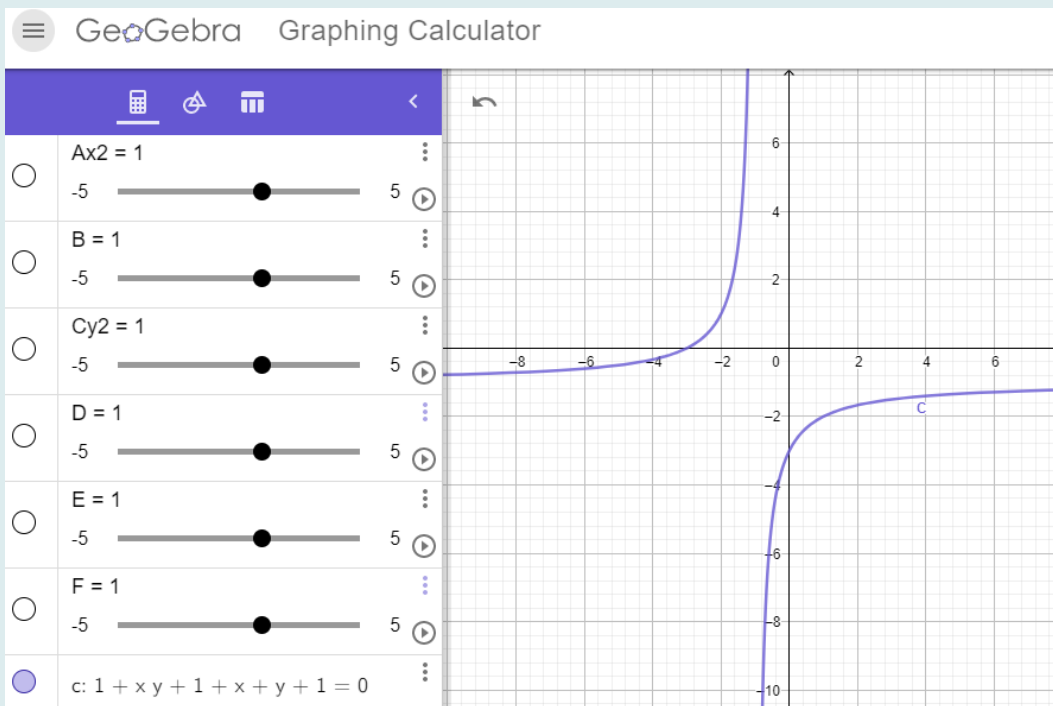 GeoGebra Graphing Calculator
Ax2 = 1
-5 5
B = 1
-5 5
Cy2 = 1
-5 5
D = 1
-5 5
E = 1
-5 5
F = 1
-5 5
c: 1 + x y + 1 + x + y + 1 = 0
6
4
2
−8 −6 −4 −2 0 2 4 6
c
−2
−4
−6
−8
−10